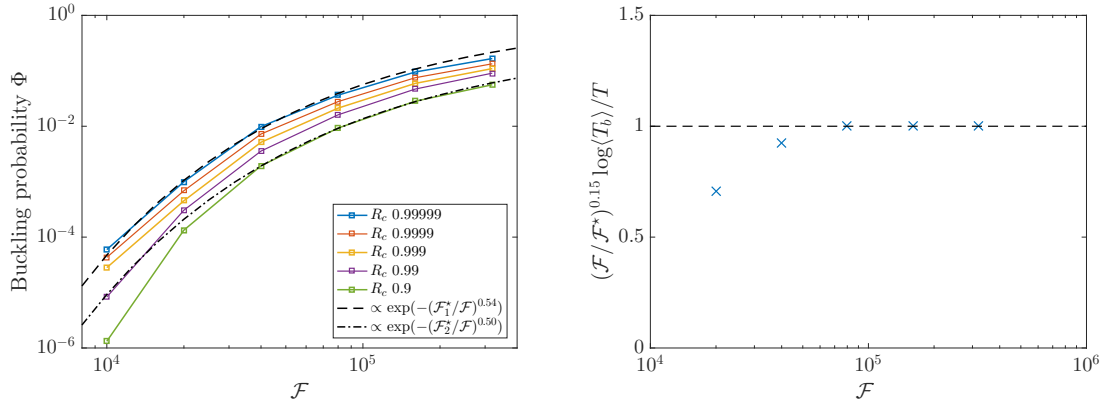 Buckling probability Φ
10^0
10^{-2}
10^{-4}
10^{-6}
10^4
10^5
ℱ
R_c 0.99999
R_c 0.9999
R_c 0.999
R_c 0.99
R_c 0.9
∝ exp(−(ℱ_1^⋆/ℱ)^{0.54})
∝ exp(−(ℱ_2^⋆/ℱ)^{0.50})
(ℱ/ℱ^⋆)^{0.15} log⟨T_b⟩/T
1.5
1
0.5
0
10^4
10^5
10^6
ℱ